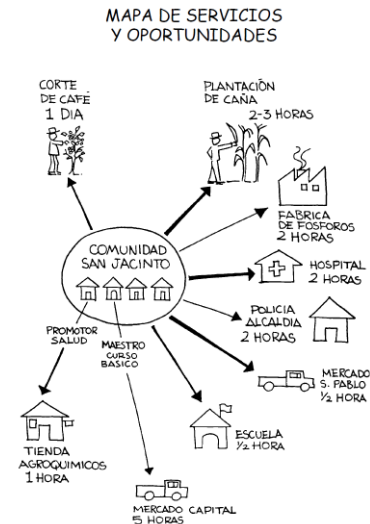 MAPA DE SERVICIOS
Y OPORTUNIDADES
CORTE
DE CAFÉ
1 DIA
PLANTACIÓN
DE CAÑA
2-3 HORAS
FABRICA
DE FOSFOROS
2 HORAS
COMUNIDAD
SAN JACINTO
HOSPITAL
2 HORAS
POLICIA
ALCALDIA
2 HORAS
PROMOTOR
SALUD
MAESTRO
CURSO
BASICO
MERCADO
S. PABLO
½ HORA
ESCUELA
½ HORA
TIENDA
AGROQUIMICOS
1 HORA
MERCADO CAPITAL
5 HORAS